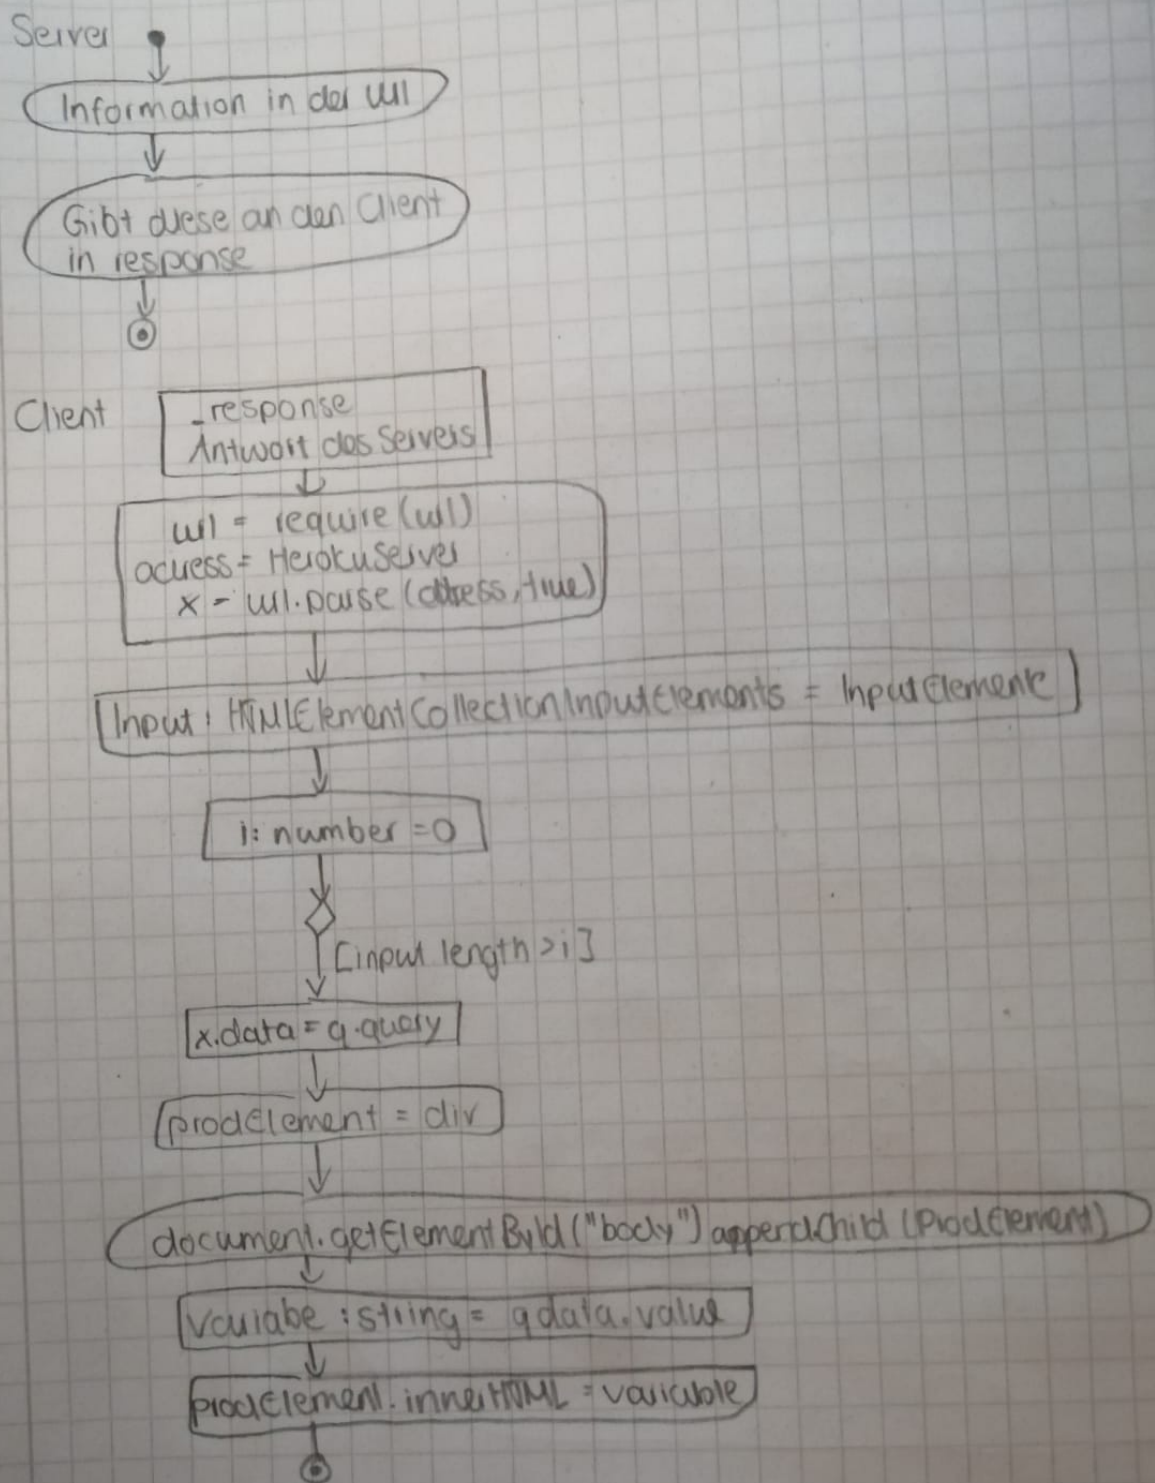 Server
Information in der url
Gibt diese an den Client
in response
Client
_response
Antwort des Servers
url = require(url)
adress = Herokuserver
x = url.parse(adress, true)
Input: HTMLElementCollectionInputElements = Inputelemente
i: number = 0
[input length > i]
x.data = q.query
prodElement = div
document.getElementById("body") appendChild (ProdElement)
variabe : string = qdata.value
prodElement.innerHTML = variable